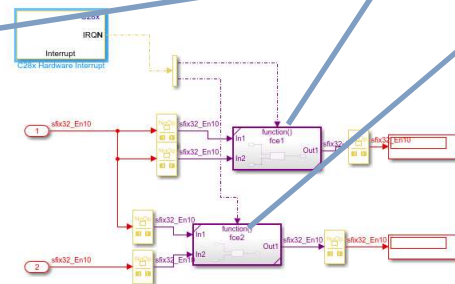 C28x
IRQN
Interrupt
C28x Hardware Interrupt
1
sfix32_En10
sfix32_En10
sfix32_En10
In1
In2
function()
fce1
Out1
sfix32
sfix32_En10
sfix32_En10
sfix32_En10
In1
In2
function()
fce2
Out1
sfix32_En10
sfix32_En10
2
sfix32_En10
sfix32_En10